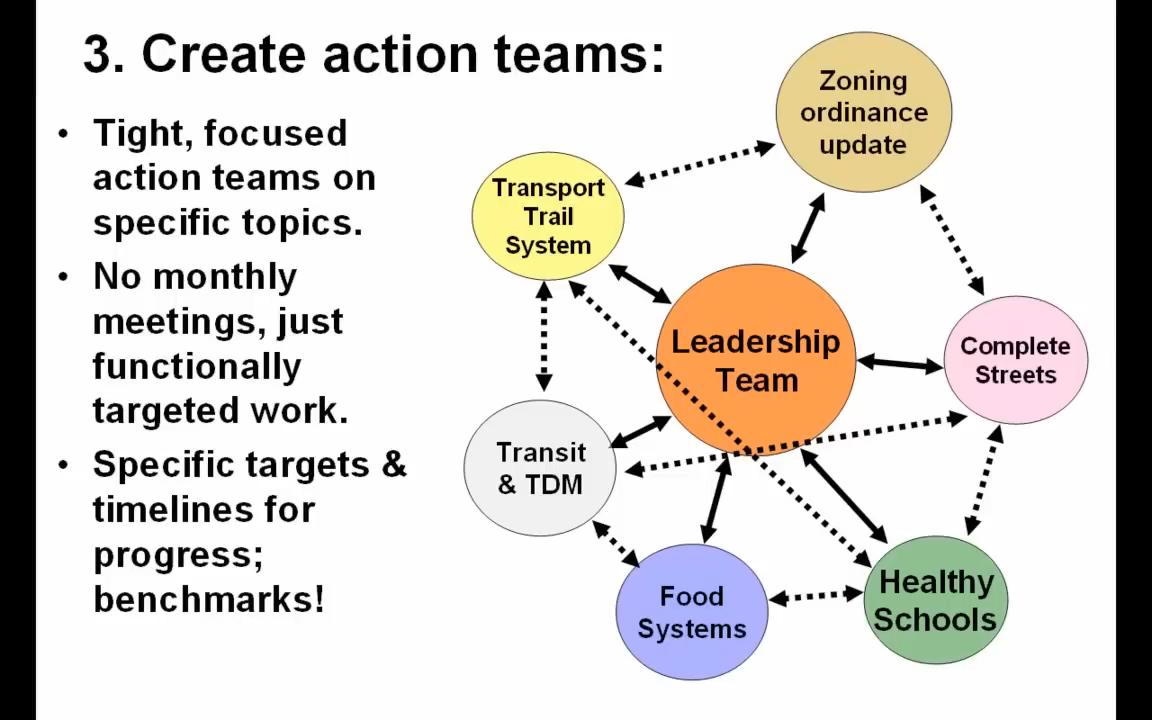 3. Create action teams:
• Tight, focused
action teams on
specific topics.
• No monthly
meetings, just
functionally
targeted work.
• Specific targets &
timelines for
progress;
benchmarks!
Zoning
ordinance
update
Transport
Trail
System
Leadership
Team
Complete
Streets
Transit
& TDM
Food
Systems
Healthy
Schools